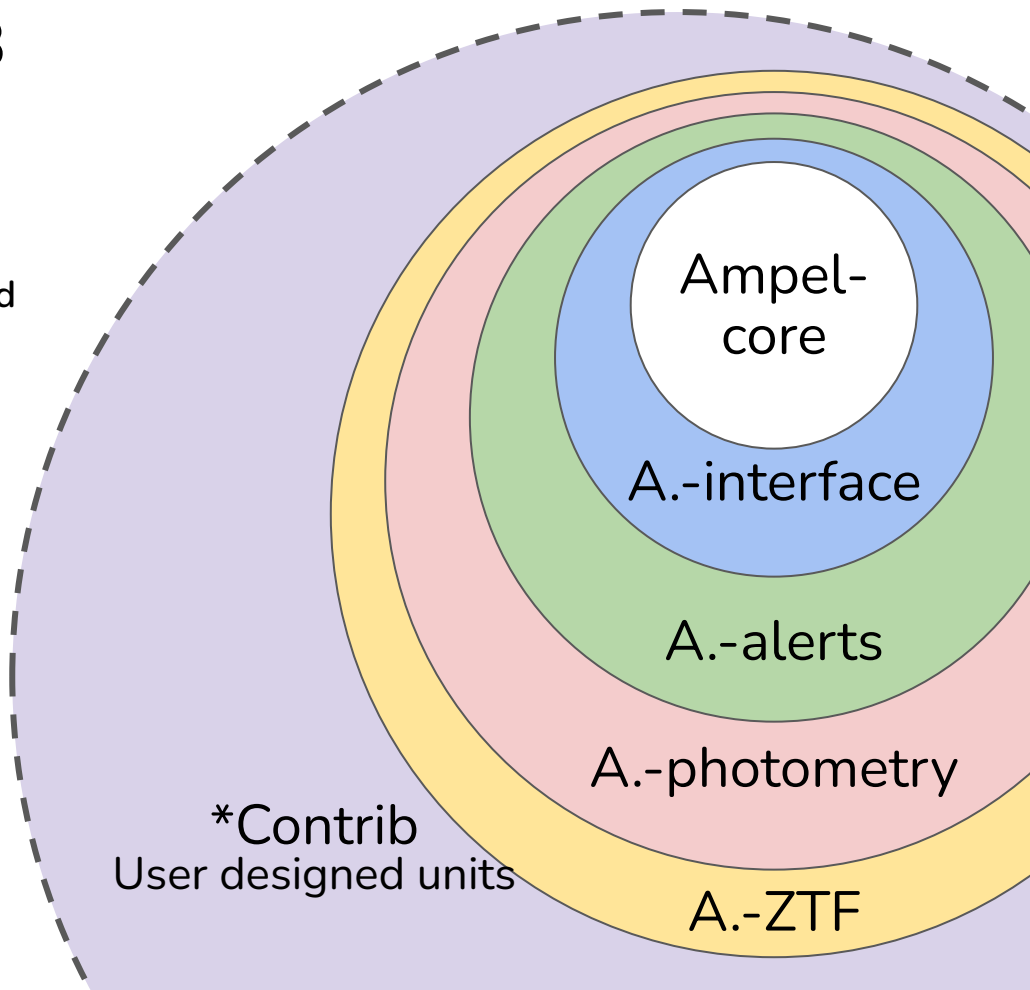 Ampel-
core
A.-interface
A.-alerts
A.-photometry
*Contrib
User designed units
A.-ZTF